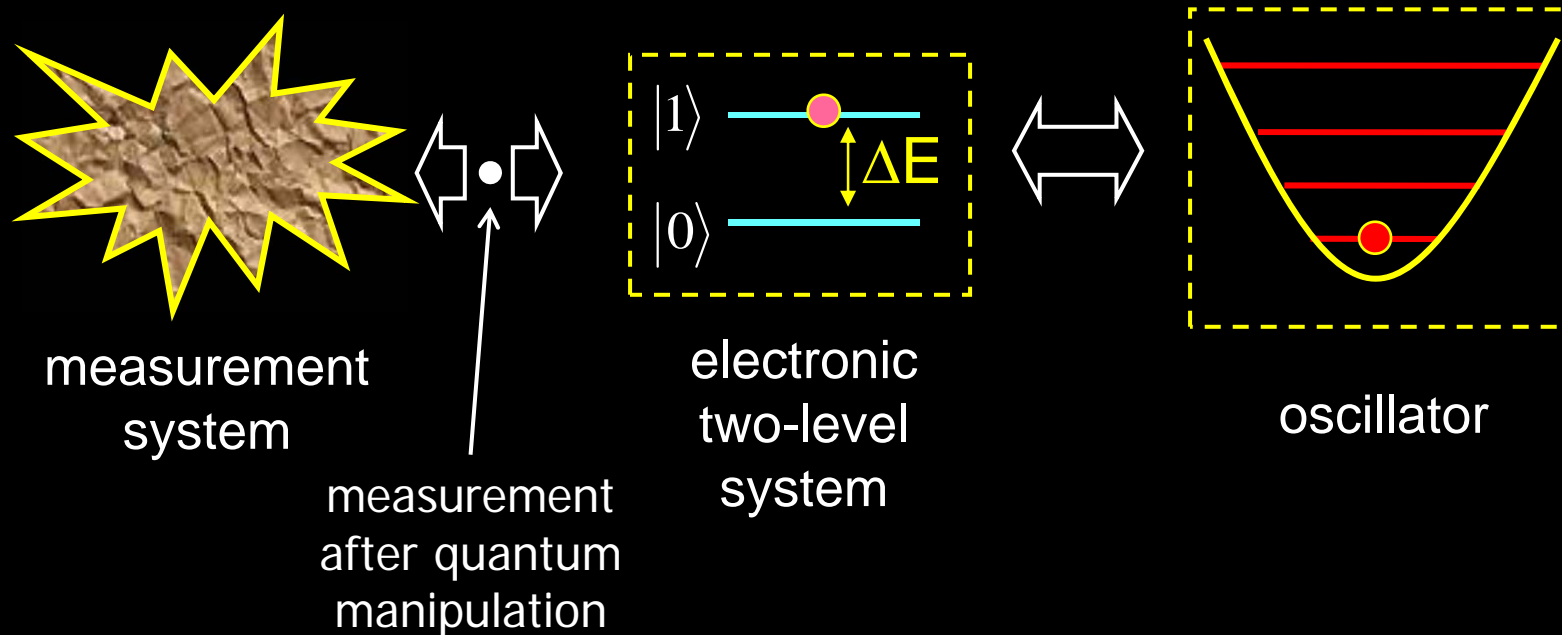 |1⟩
ΔE
|0⟩
measurement
system
electronic
two-level
system
oscillator
measurement
after quantum
manipulation